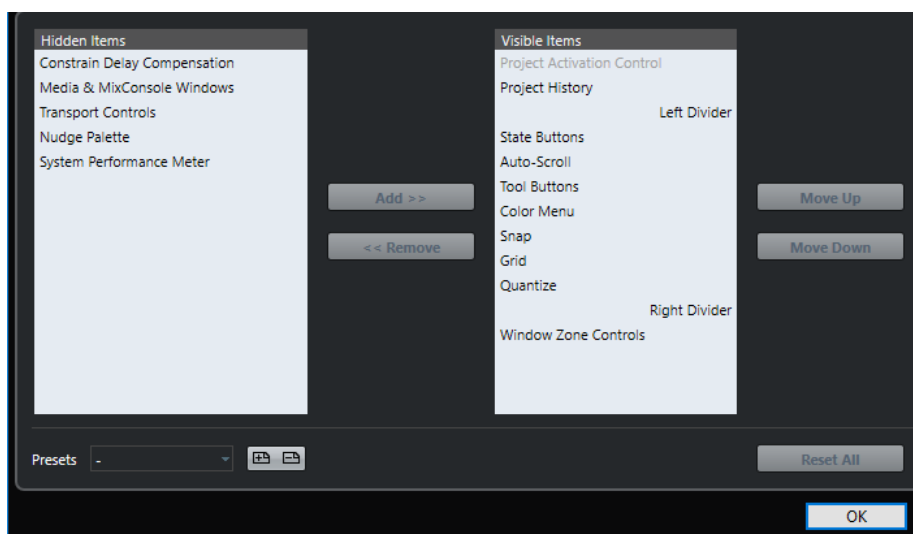 Hidden Items
Constrain Delay Compensation
Media & MixConsole Windows
Transport Controls
Nudge Palette
System Performance Meter
Add >>
<< Remove
Visible Items
Project Activation Control
Project History
Left Divider
State Buttons
Auto-Scroll
Tool Buttons
Color Menu
Snap
Grid
Quantize
Right Divider
Window Zone Controls
Move Up
Move Down
Presets -
Reset All
OK